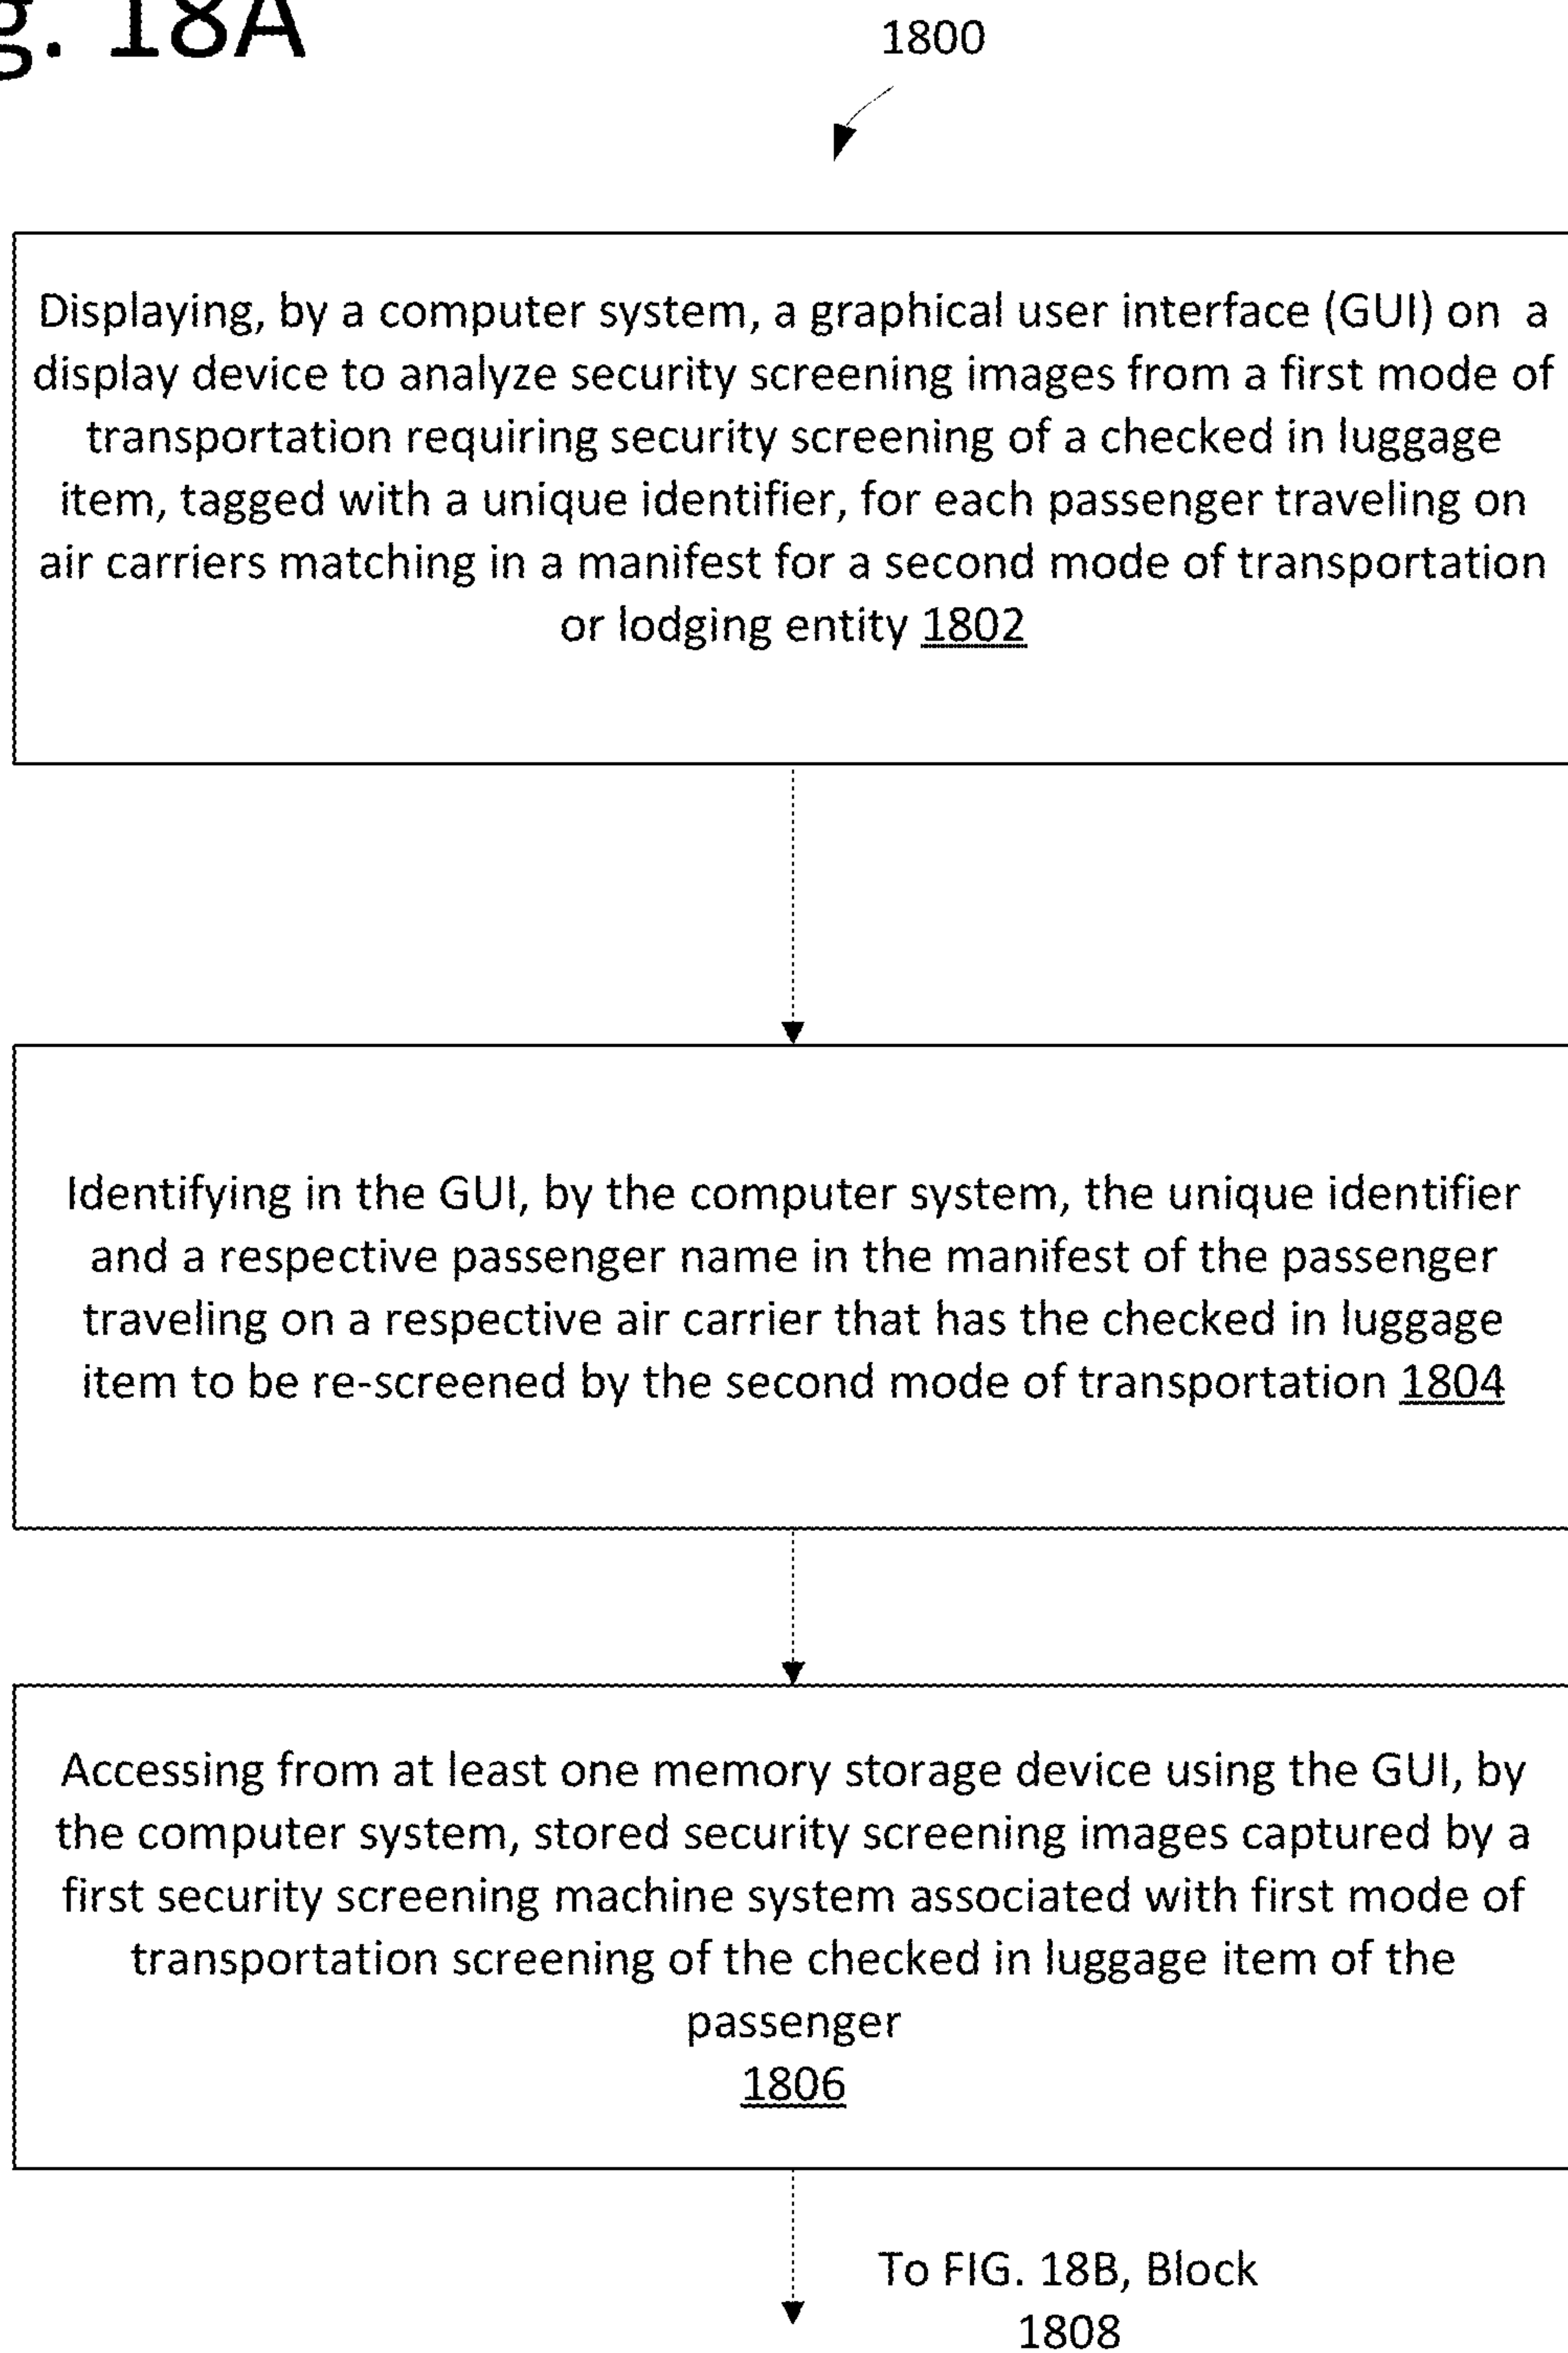 g. 18A
1800
Displaying, by a computer system, a graphical user interface (GUI) on a
display device to analyze security screening images from a first mode of
transportation requiring security screening of a checked in luggage
item, tagged with a unique identifier, for each passenger traveling on
air carriers matching in a manifest for a second mode of transportation
or lodging entity 1802
Identifying in the GUI, by the computer system, the unique identifier
and a respective passenger name in the manifest of the passenger
traveling on a respective air carrier that has the checked in luggage
item to be re-screened by the second mode of transportation 1804
Accessing from at least one memory storage device using the GUI, by
the computer system, stored security screening images captured by a
first security screening machine system associated with first mode of
transportation screening of the checked in luggage item of the
passenger
1806
To FIG. 18B, Block
1808